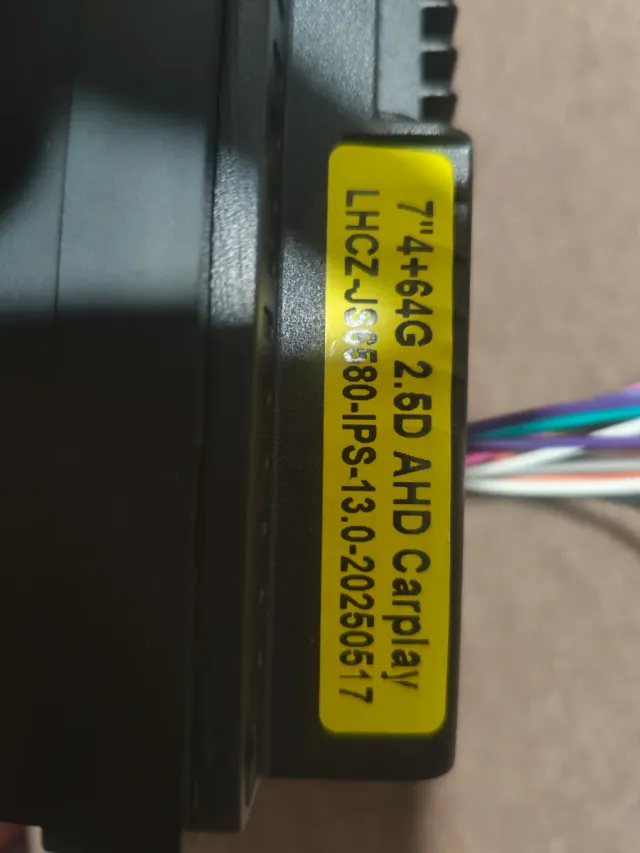 7"4+64G 2.5D AHD Carplay
LHCZ-JS6580-IPS-13.0-20250517